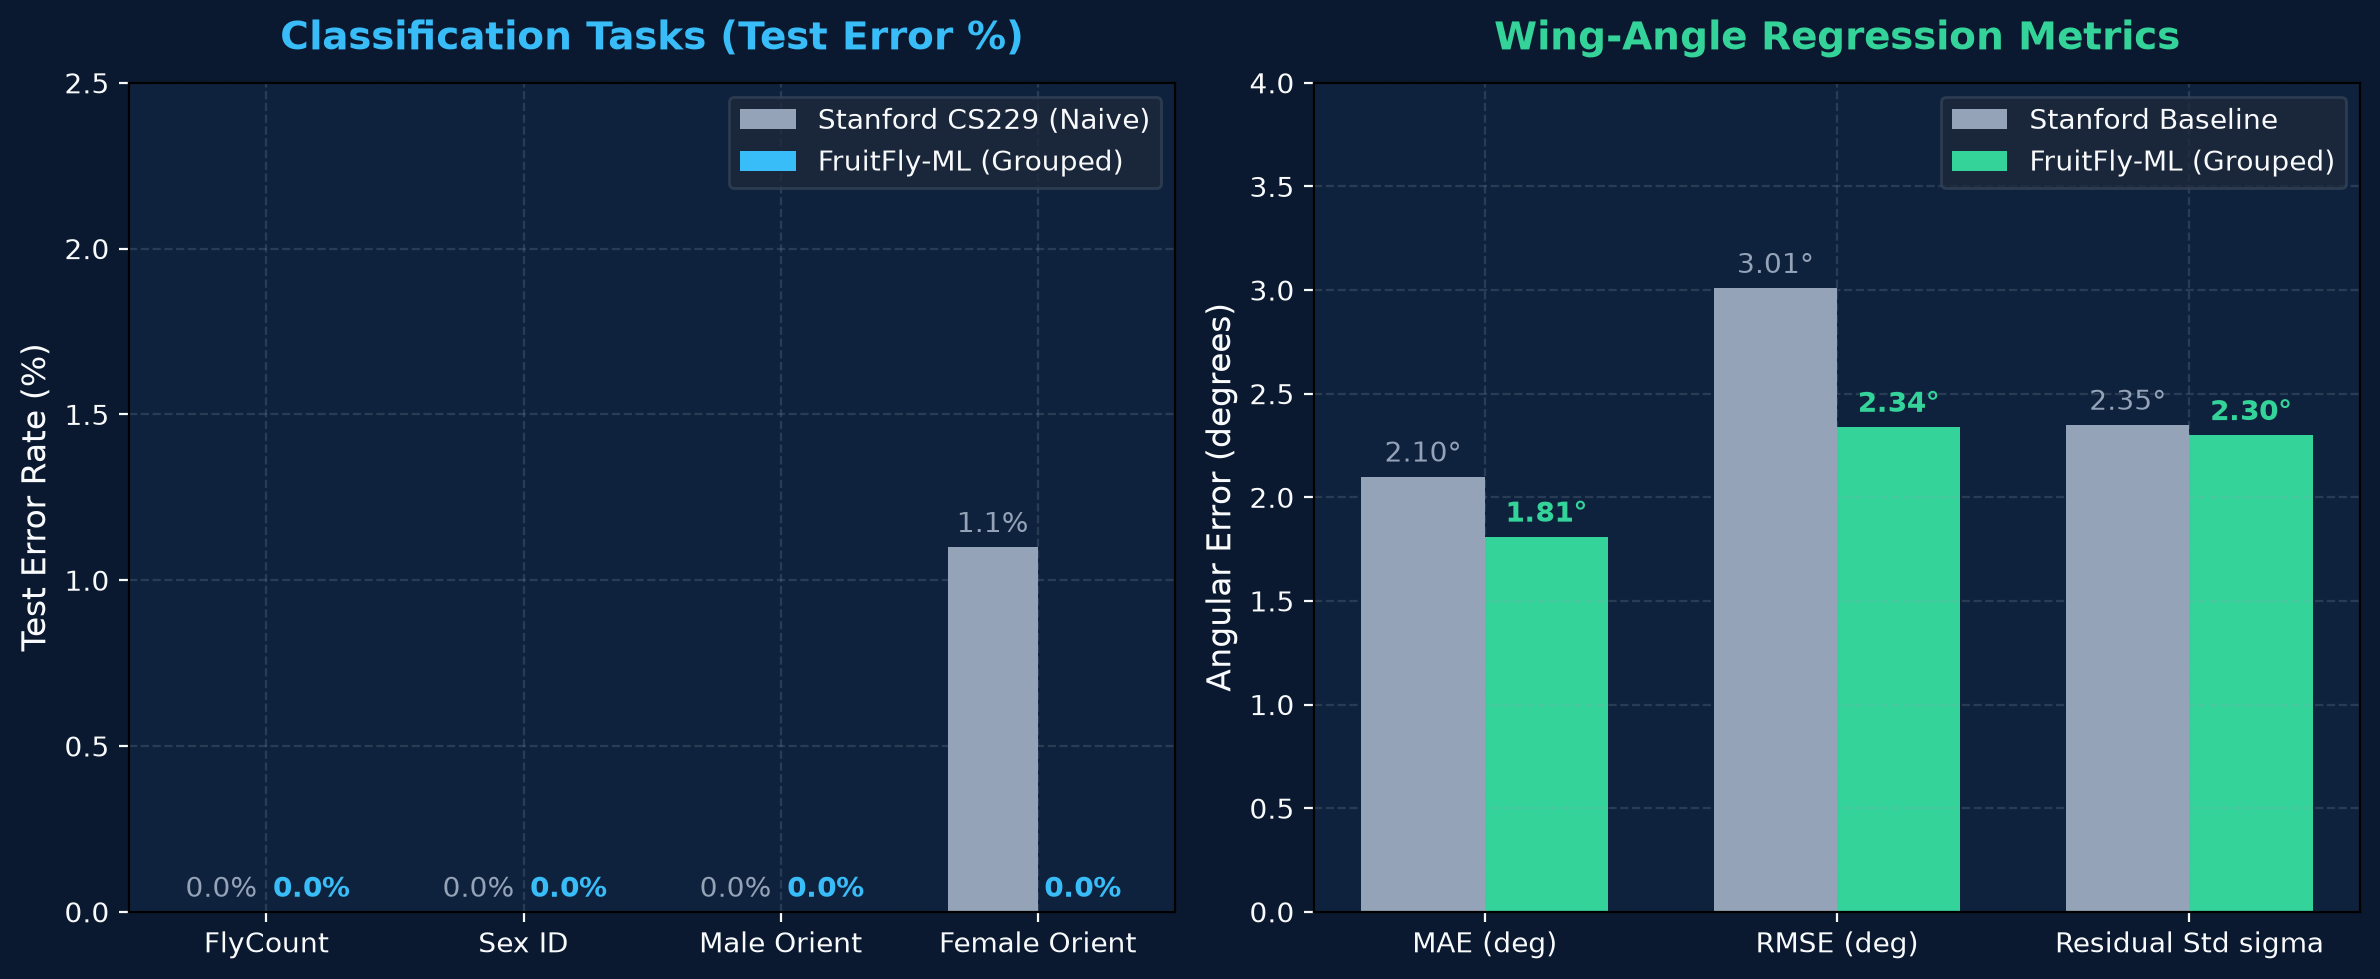 Classification Tasks (Test Error %)
Test Error Rate (%)
2.5
2.0
1.5
1.0
0.5
0.0
Stanford CS229 (Naive)
FruitFly-ML (Grouped)
1.1%
0.0% 0.0% 0.0% 0.0% 0.0% 0.0% 0.0%
FlyCount Sex ID Male Orient Female Orient
Wing-Angle Regression Metrics
Angular Error (degrees)
4.0
3.5
3.0
2.5
2.0
1.5
1.0
0.5
0.0
Stanford Baseline
FruitFly-ML (Grouped)
2.10° 1.81° 3.01° 2.34° 2.35° 2.30°
MAE (deg) RMSE (deg) Residual Std sigma